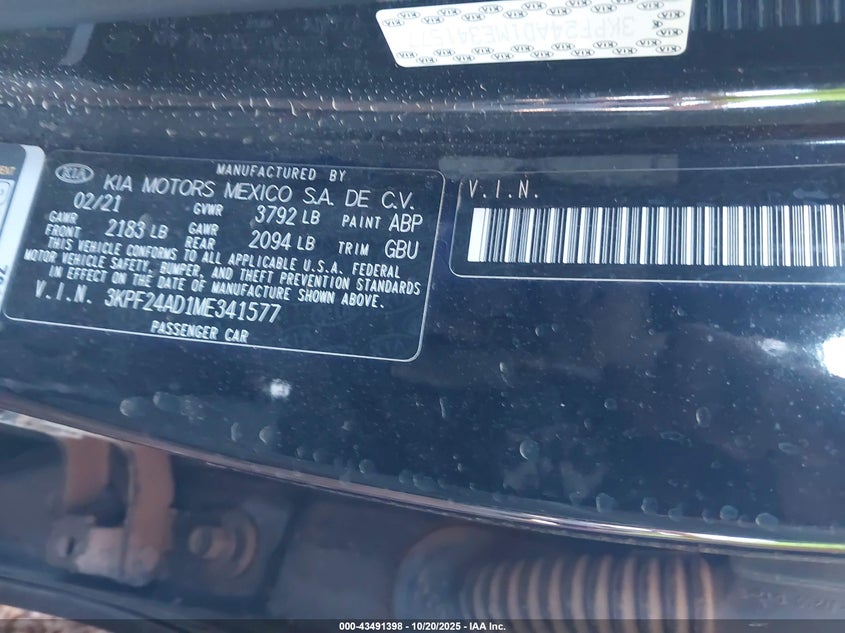 3KPF24AD1ME341577
KIA
MANUFACTURED BY
KIA MOTORS MEXICO S.A. DE C.V.
02/21 GVWR 3792 LB PAINT ABP
GAWR FRONT 2183 LB GAWR REAR 2094 LB TRIM GBU
THIS VEHICLE CONFORMS TO ALL APPLICABLE U.S.A. FEDERAL
MOTOR VEHICLE SAFETY, BUMPER, AND THEFT PREVENTION STANDARDS
IN EFFECT ON THE DATE OF MANUFACTURE SHOWN ABOVE.
V.I.N. 3KPF24AD1ME341577
PASSENGER CAR
V.I.N.
000-43491398 - 10/20/2025 - IAA Inc.